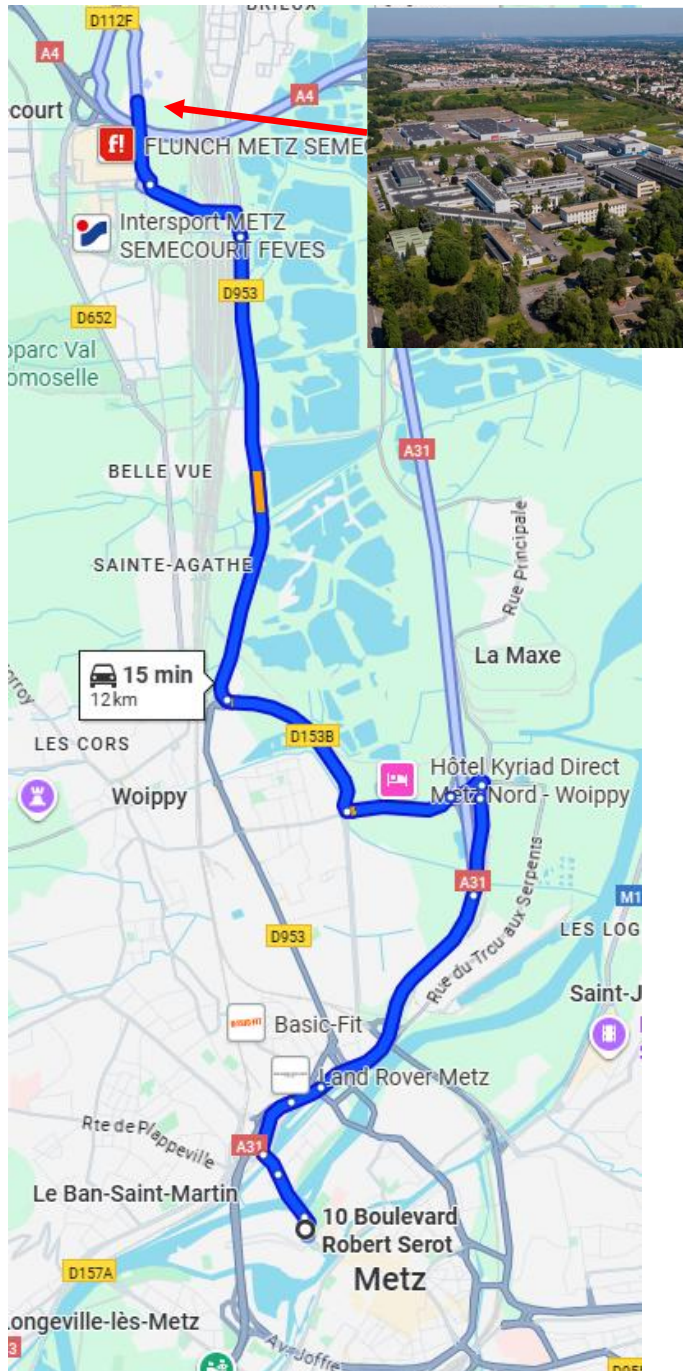 BRIEUX
D112F
A4
A4
ecourt
f!
FLUNCH METZ SEME
Intersport METZ
SEMECOURT FEVES
D953
D652
oparc Val
omoselle
A31
BELLE VUE
Rue Principale
SAINTE-AGATHE
La Maxe
15 min
12 km
D153B
LES CORS
Hôtel Kyriad Direct
Metz Nord - Woippy
Woippy
A31
M1
Rue du Trou aux Serpents
D953
LES LOG
Saint-J
Basic-Fit
Land Rover Metz
Rte de Plappeville
A31
Le Ban-Saint-Martin
10 Boulevard
Robert Serot
D157A
Metz
ongeville-lès-Metz
3
Av. Joffre